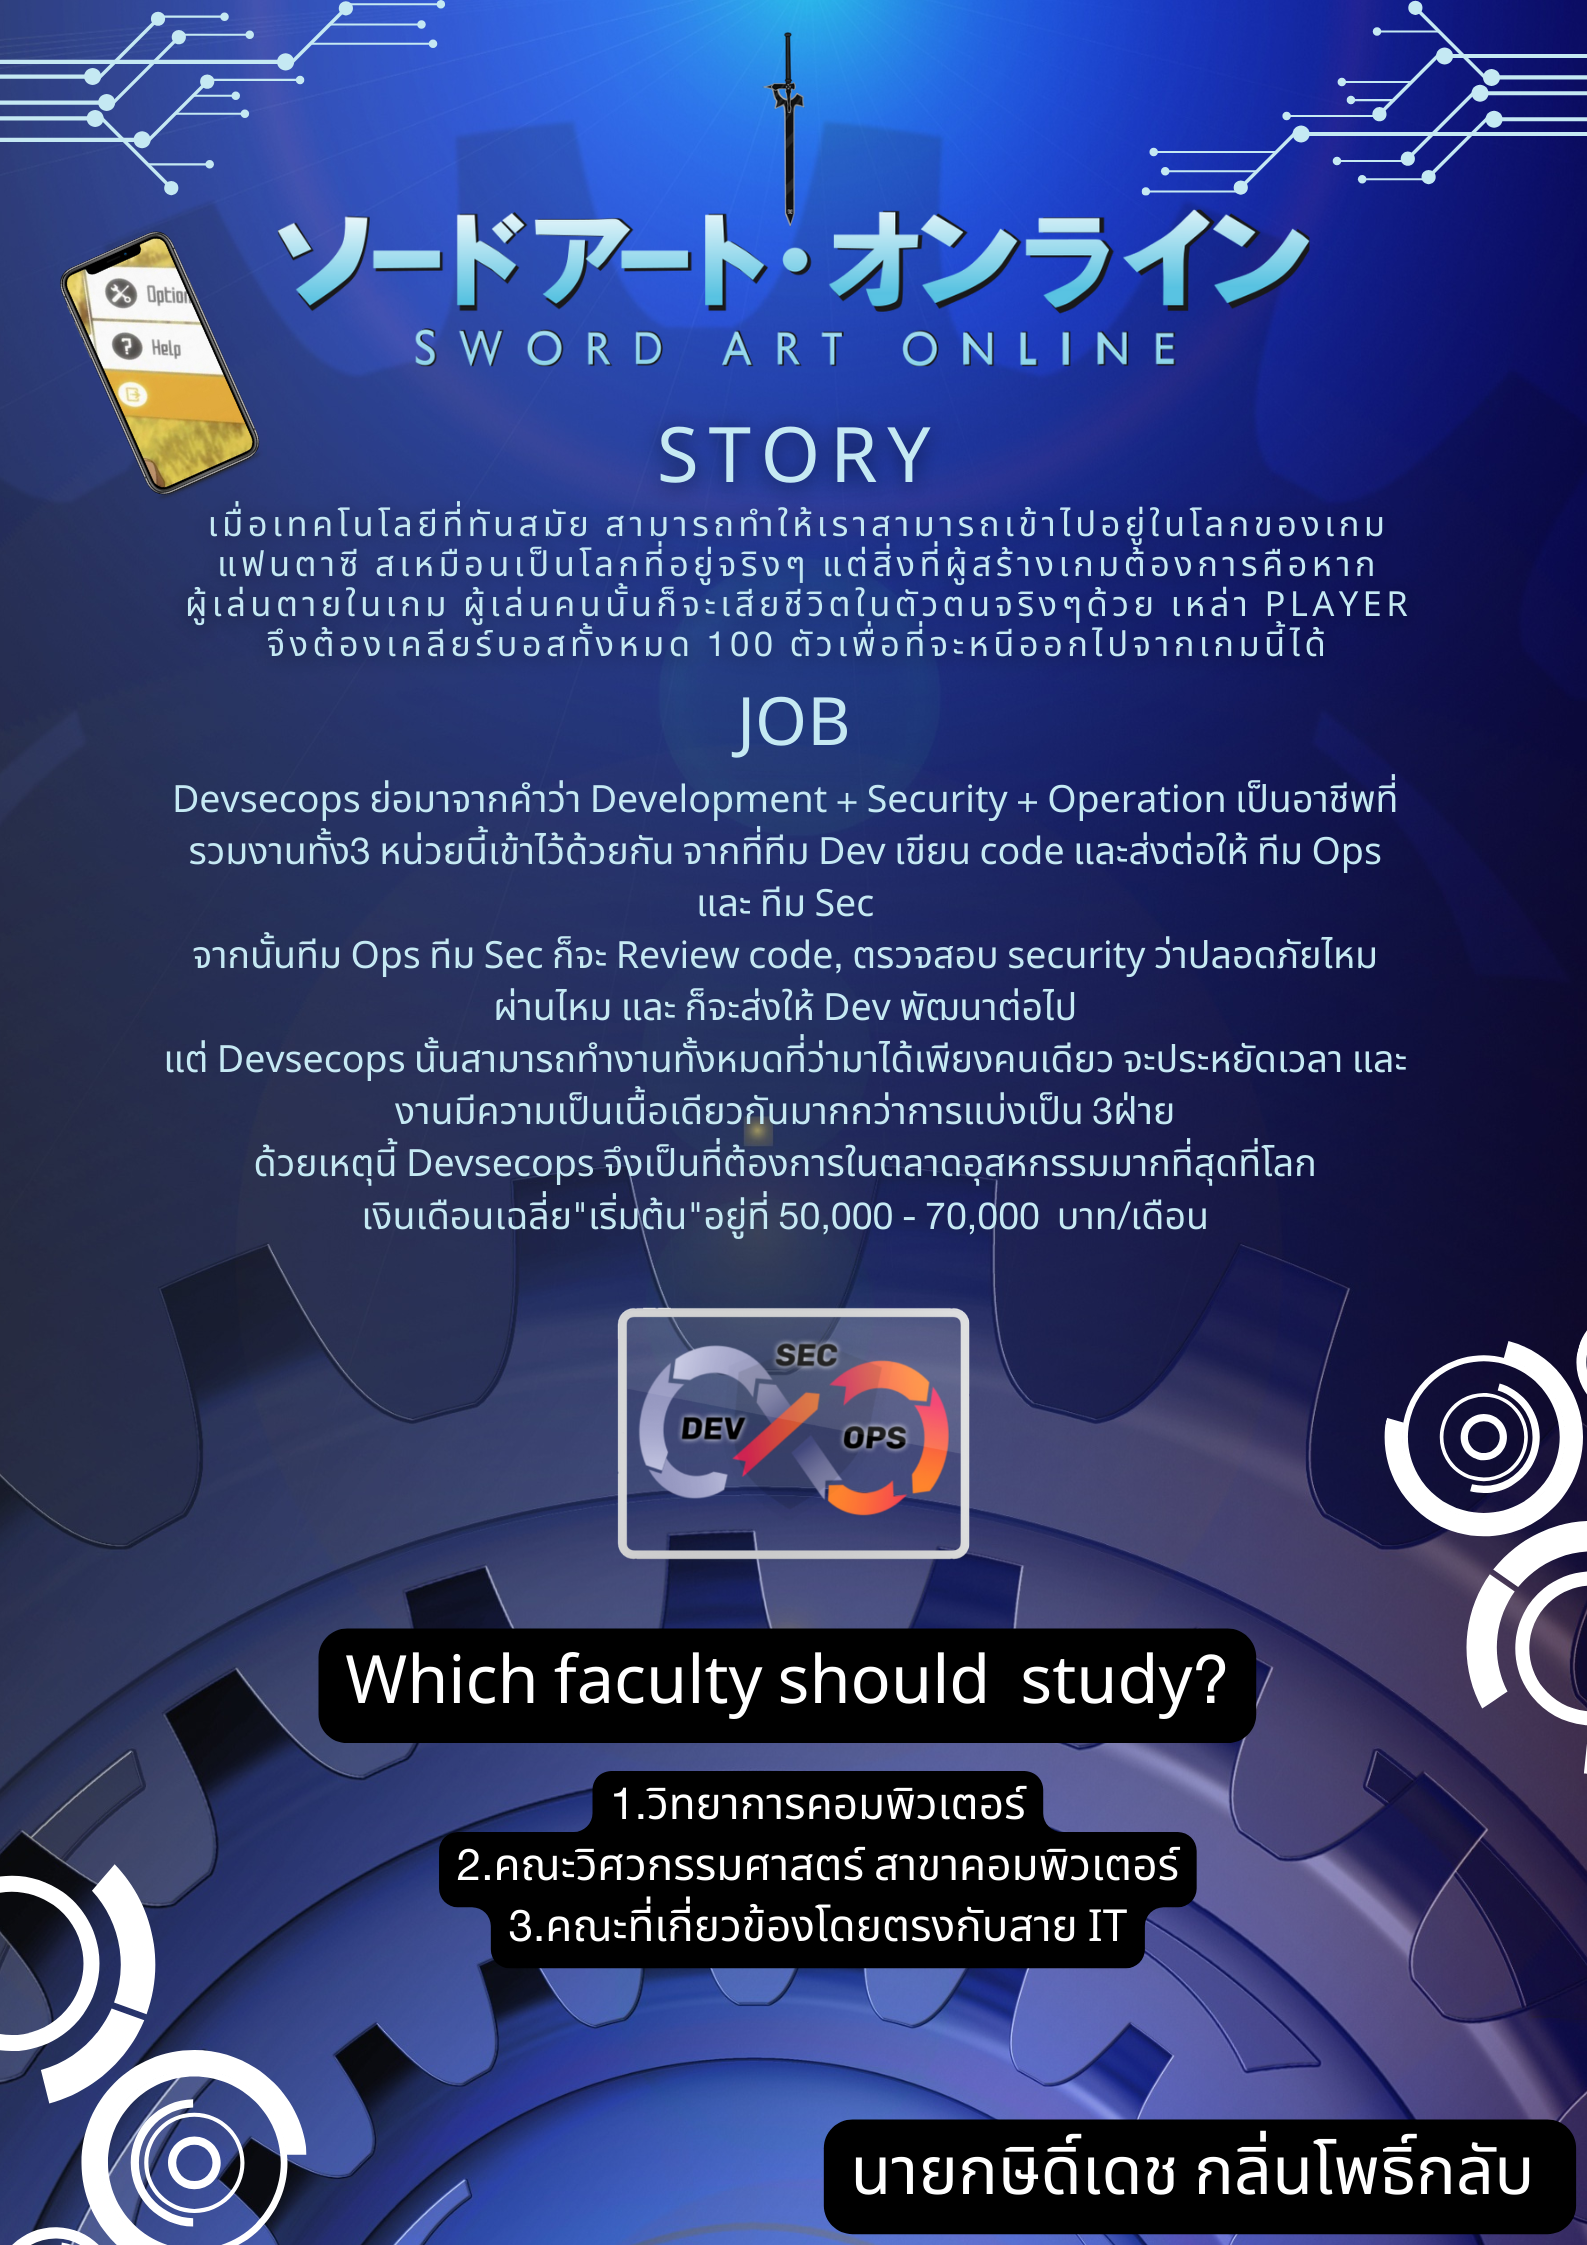 ソードアート・オンライン
SWORD ART ONLINE
Option
Help
STORY
เมื่อเทคโนโลยีที่ทันสมัย สามารถทำให้เราสามารถเข้าไปอยู่ในโลกของเกม
แฟนตาซี สเหมือนเป็นโลกที่อยู่จริงๆ แต่สิ่งที่ผู้สร้างเกมต้องการคือหาก
ผู้เล่นตายในเกม ผู้เล่นคนนั้นก็จะเสียชีวิตในตัวตนจริงๆด้วย เหล่า PLAYER
จึงต้องเคลียร์บอสทั้งหมด 100 ตัวเพื่อที่จะหนีออกไปจากเกมนี้ได้
JOB
Devsecops ย่อมาจากคำว่า Development + Security + Operation เป็นอาชีพที่
รวมงานทั้ง3 หน่วยนี้เข้าไว้ด้วยกัน จากที่ทีม Dev เขียน code และส่งต่อให้ ทีม Ops
และ ทีม Sec
จากนั้นทีม Ops ทีม Sec ก็จะ Review code, ตรวจสอบ security ว่าปลอดภัยไหม
ผ่านไหม และ ก็จะส่งให้ Dev พัฒนาต่อไป
แต่ Devsecops นั้นสามารถทำงานทั้งหมดที่ว่ามาได้เพียงคนเดียว จะประหยัดเวลา และ
งานมีความเป็นเนื้อเดียวกันมากกว่าการแบ่งเป็น 3ฝ่าย
ด้วยเหตุนี้ Devsecops จึงเป็นที่ต้องการในตลาดอุสหกรรมมากที่สุดที่โลก
เงินเดือนเฉลี่ย"เริ่มต้น"อยู่ที่ 50,000 - 70,000 บาท/เดือน
SEC
DEV
OPS
Which faculty should study?
1.วิทยาการคอมพิวเตอร์
2.คณะวิศวกรรมศาสตร์ สาขาคอมพิวเตอร์
3.คณะที่เกี่ยวข้องโดยตรงกับสาย IT
นายกษิดิ์เดช กลิ่นโพธิ์กลับ